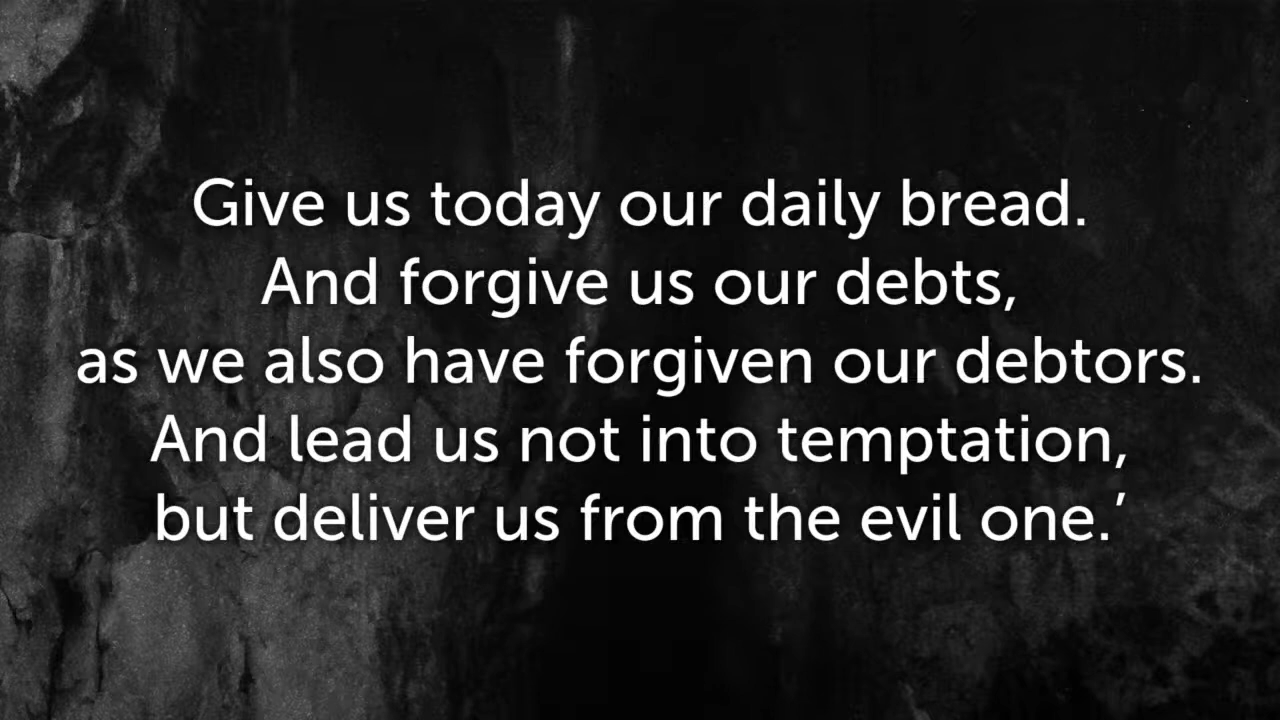 Give us today our daily bread.
And forgive us our debts,
as we also have forgiven our debtors.
And lead us not into temptation,
but deliver us from the evil one.’